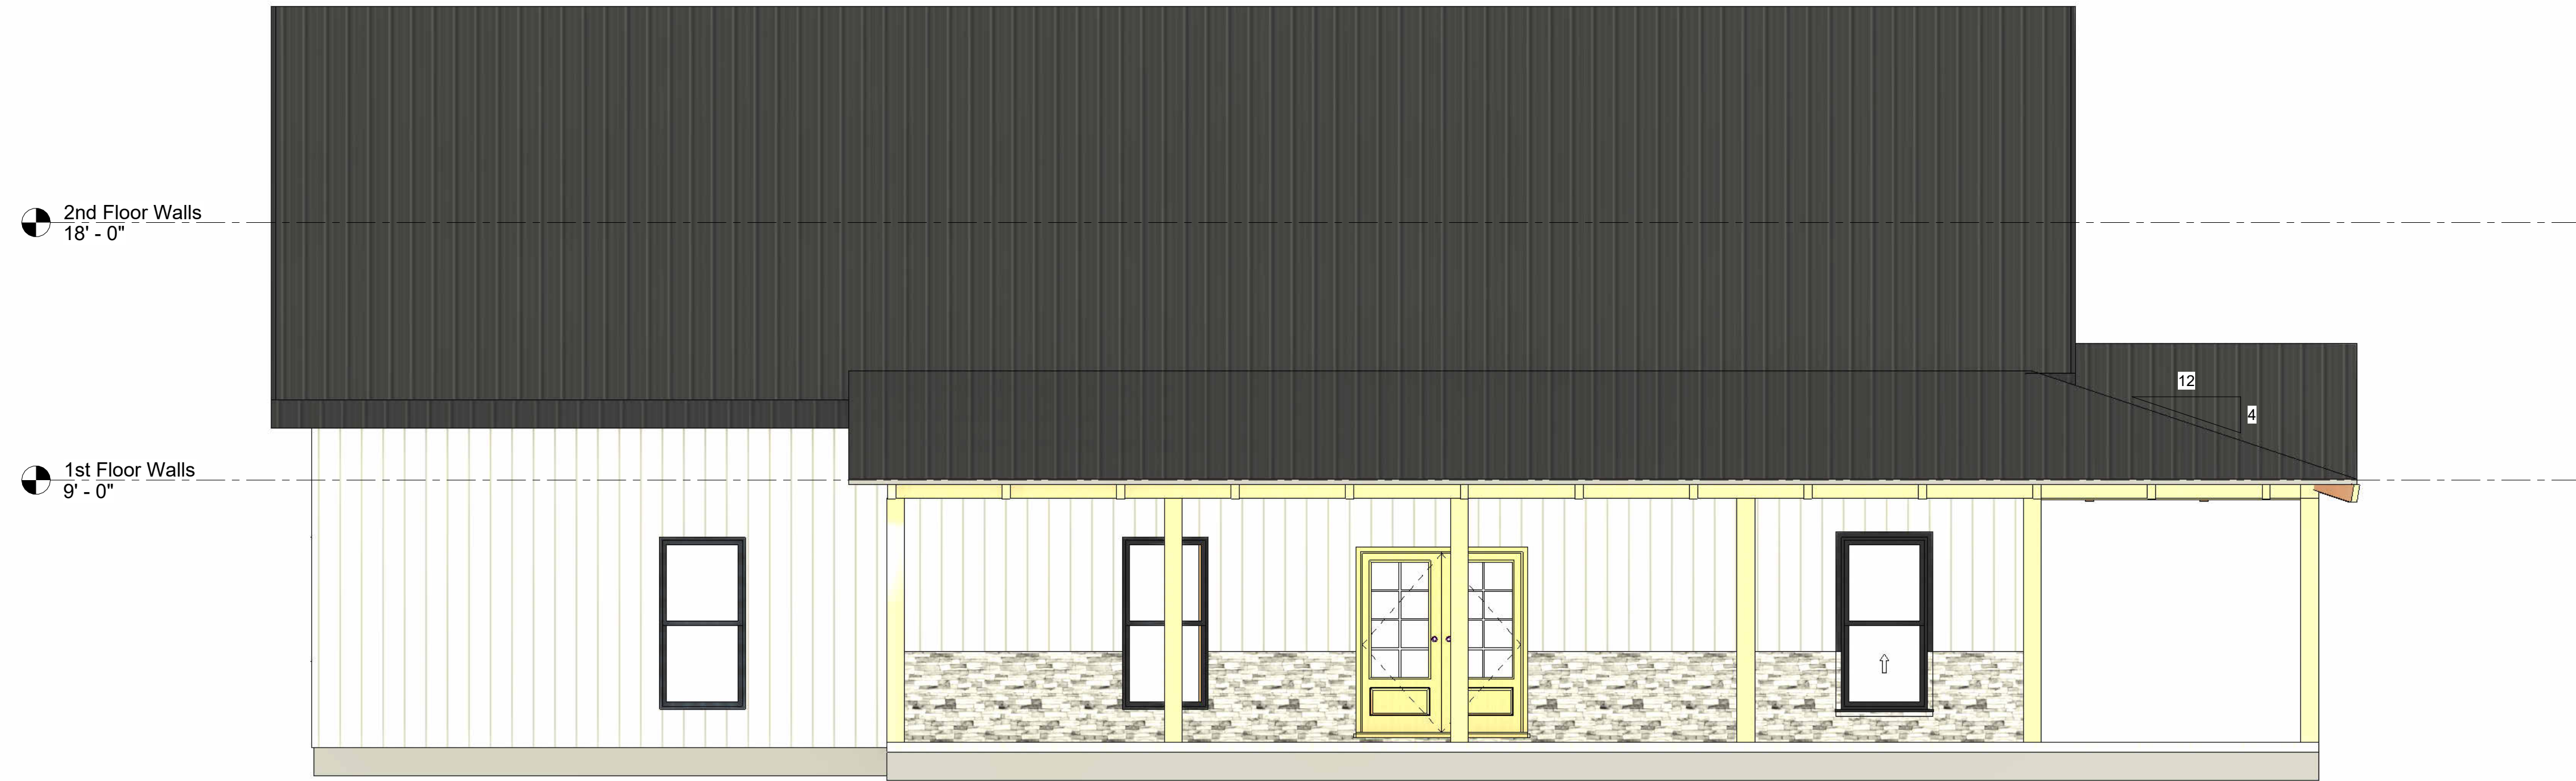 2nd Floor Walls
18' - 0"
12
4
1st Floor Walls
9' - 0"